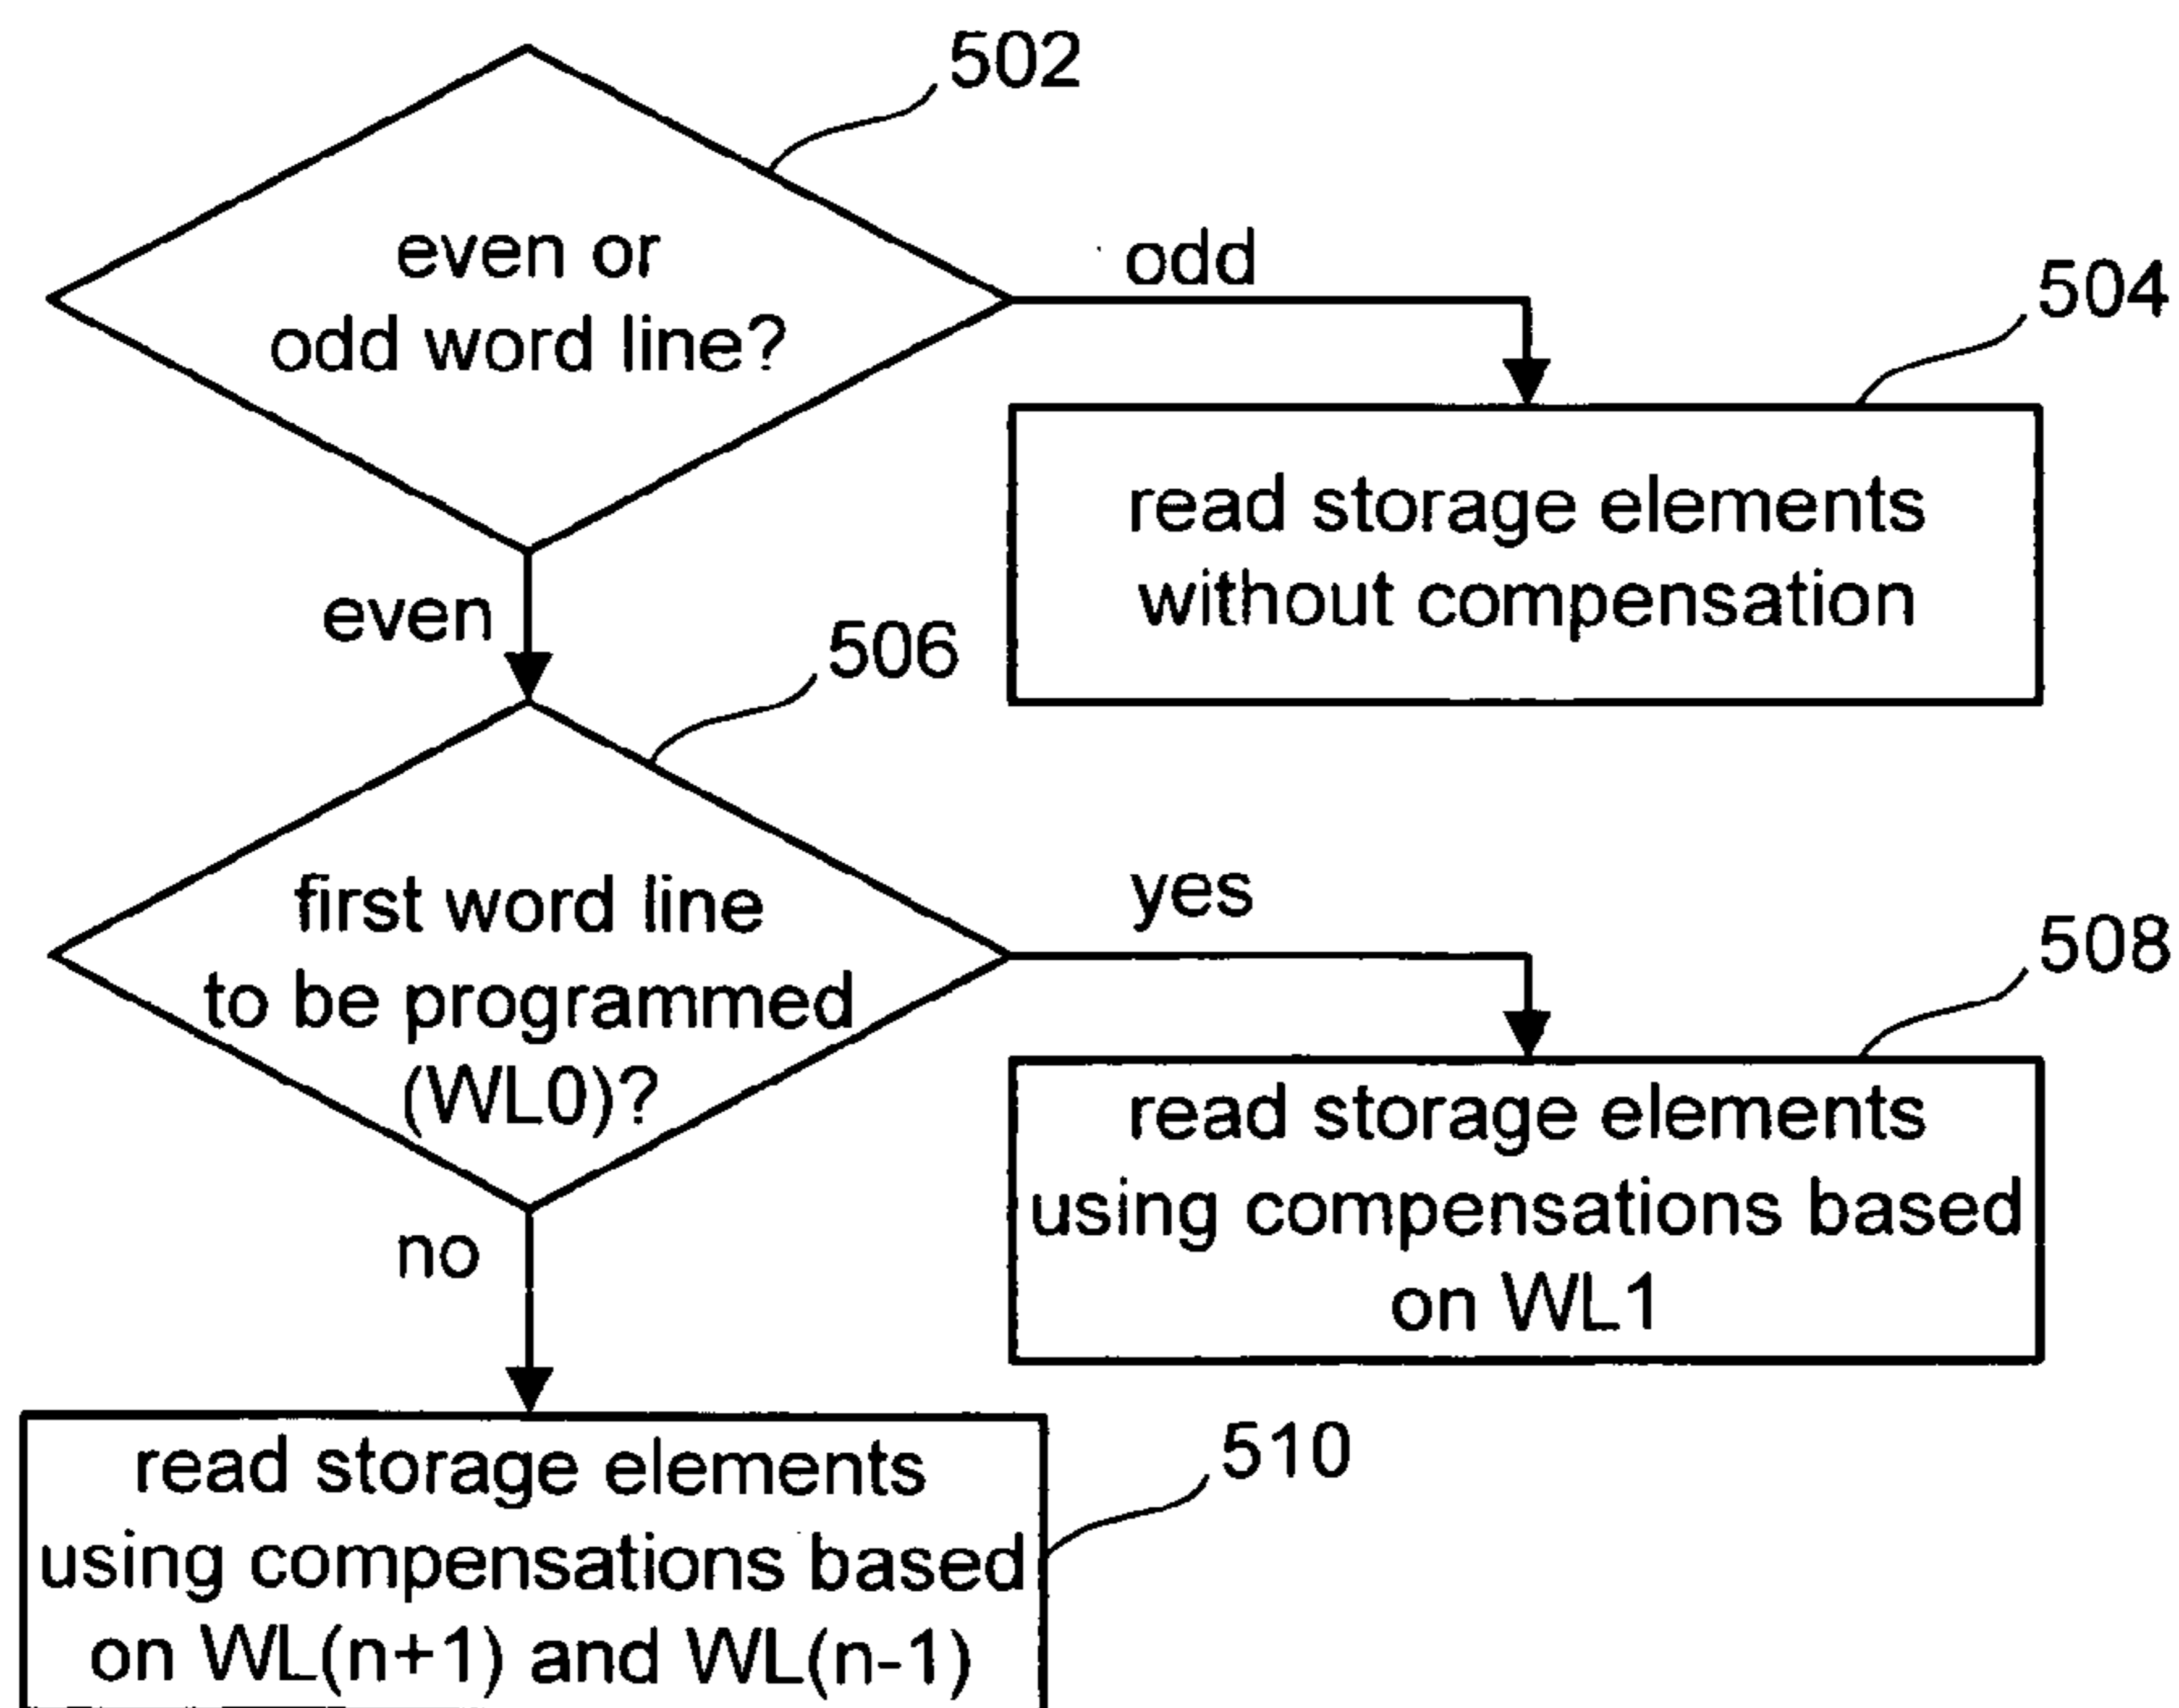 502
even or
odd word line?
odd
504
read storage elements
without compensation
even
506
first word line
to be programmed
(WL0)?
yes
508
read storage elements
using compensations based
on WL1
no
510
read storage elements
using compensations based
on WL(n+1) and WL(n-1)